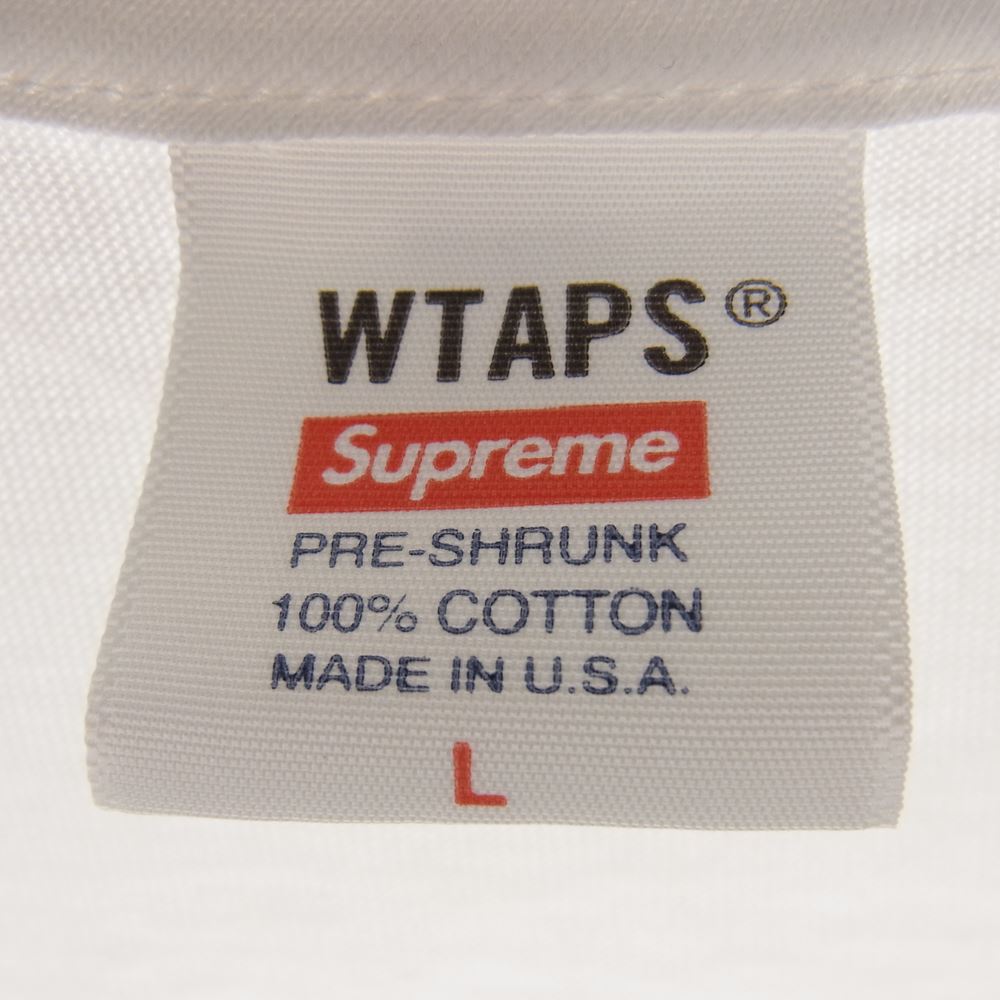 WTAPS®
Supreme
PRE-SHRUNK
100% COTTON
MADE IN U.S.A.
L